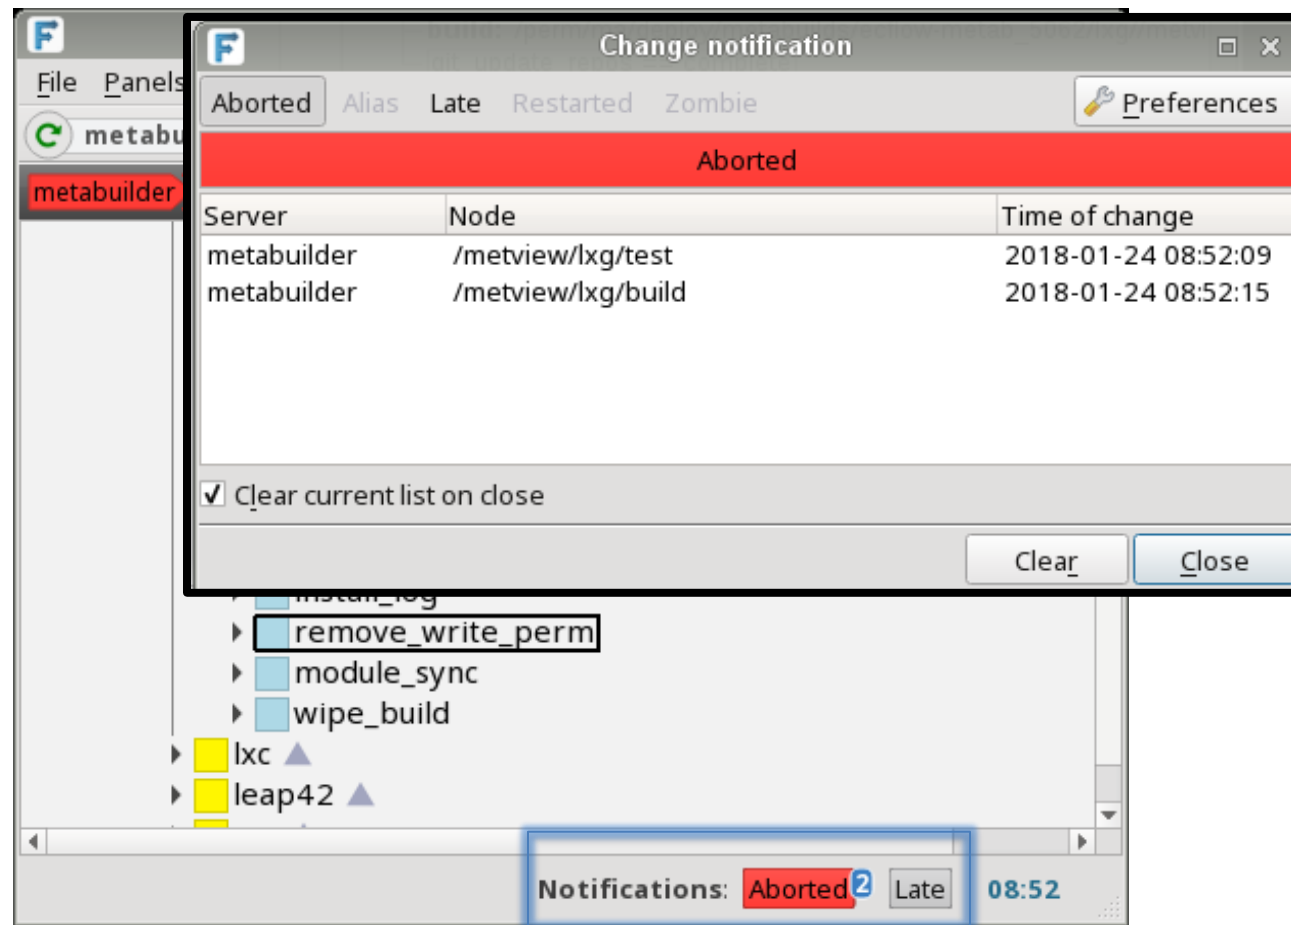 Change notification
File Panels
Aborted Alias Late Restarted Zombie Preferences
metabu
Aborted
metabuilder
Server Node Time of change
metabuilder /metview/lxg/test 2018-01-24 08:52:09
metabuilder /metview/lxg/build 2018-01-24 08:52:15
Clear current list on close
Clear Close
install_log
remove_write_perm
module_sync
wipe_build
lxc
leap42
Notifications: Aborted 2 Late 08:52